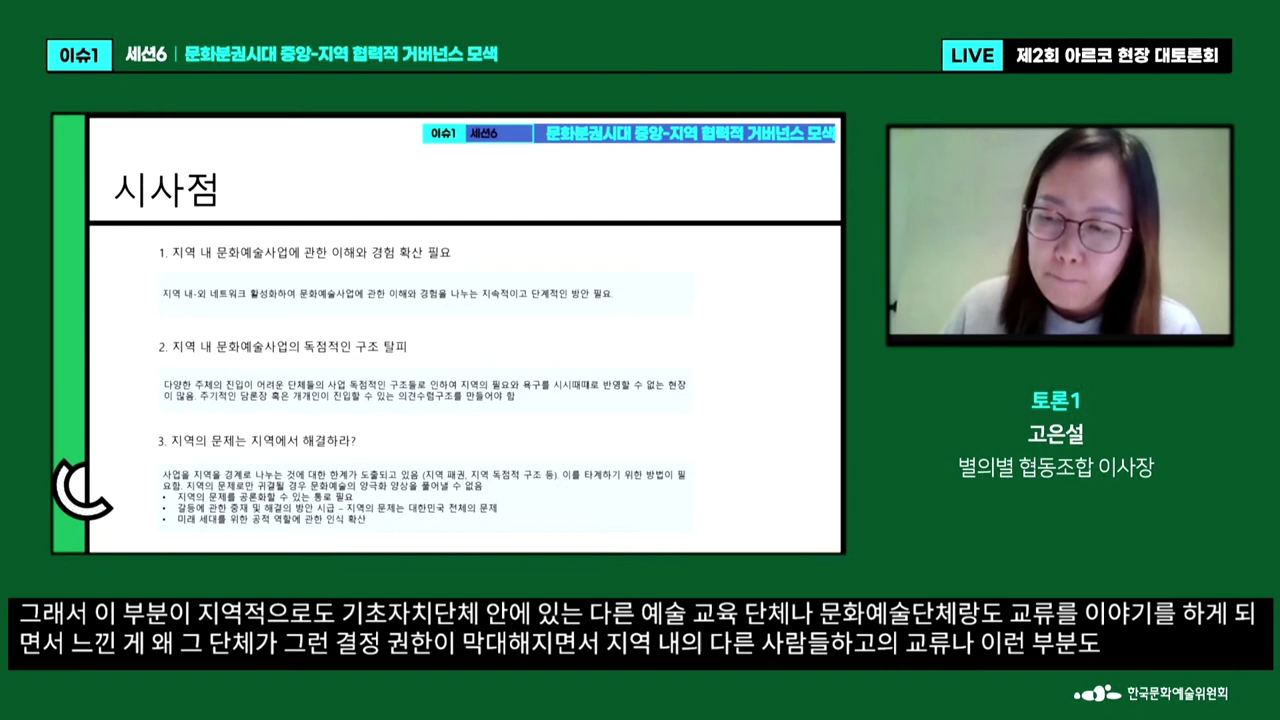 이슈1 세션6 | 문화분권시대 중앙-지역 협력적 거버넌스 모색
LIVE 제2회 아르코 현장 대토론회
이슈1 세션6 문화분권시대 중앙-지역 협력적 거버넌스 모색
시사점
1. 지역 내 문화예술사업에 관한 이해와 경험 확산 필요
지역 내-외 네트워크 활성화하여 문화예술사업에 관한 이해와 경험을 나누는 지속적이고 단계적인 방안 필요.
2. 지역 내 문화예술사업의 독점적인 구조 탈피
다양한 주체의 진입이 어려운 단체들의 사업 독점적인 구조들로 인하여 지역의 필요와 욕구를 시시때때로 반영할 수 없는 현장
이 많음. 주기적인 담론장 혹은 개개인이 진입할 수 있는 의견수렴구조를 만들어야 함
3. 지역의 문제는 지역에서 해결하라?
사업을 지역을 경계로 나누는 것에 대한 한계가 도출되고 있음 (지역 패권, 지역 독점적 구조 등). 이를 타계하기 위한 방법이 필
요함. 지역의 문제로만 귀결될 경우 문화예술의 양극화 양상을 풀어낼 수 없음
• 지역의 문제를 공론화할 수 있는 통로 필요
• 갈등에 관한 중재 및 해결의 방안 시급 – 지역의 문제는 대한민국 전체의 문제
• 미래 세대를 위한 공적 역할에 관한 인식 확산
토론1
고은설
별의별 협동조합 이사장
그래서 이 부분이 지역적으로도 기초자치단체 안에 있는 다른 예술 교육 단체나 문화예술단체랑도 교류를 이야기를 하게 되
면서 느낀 게 왜 그 단체가 그런 결정 권한이 막대해지면서 지역 내의 다른 사람들하고의 교류나 이런 부분도
한국문화예술위원회